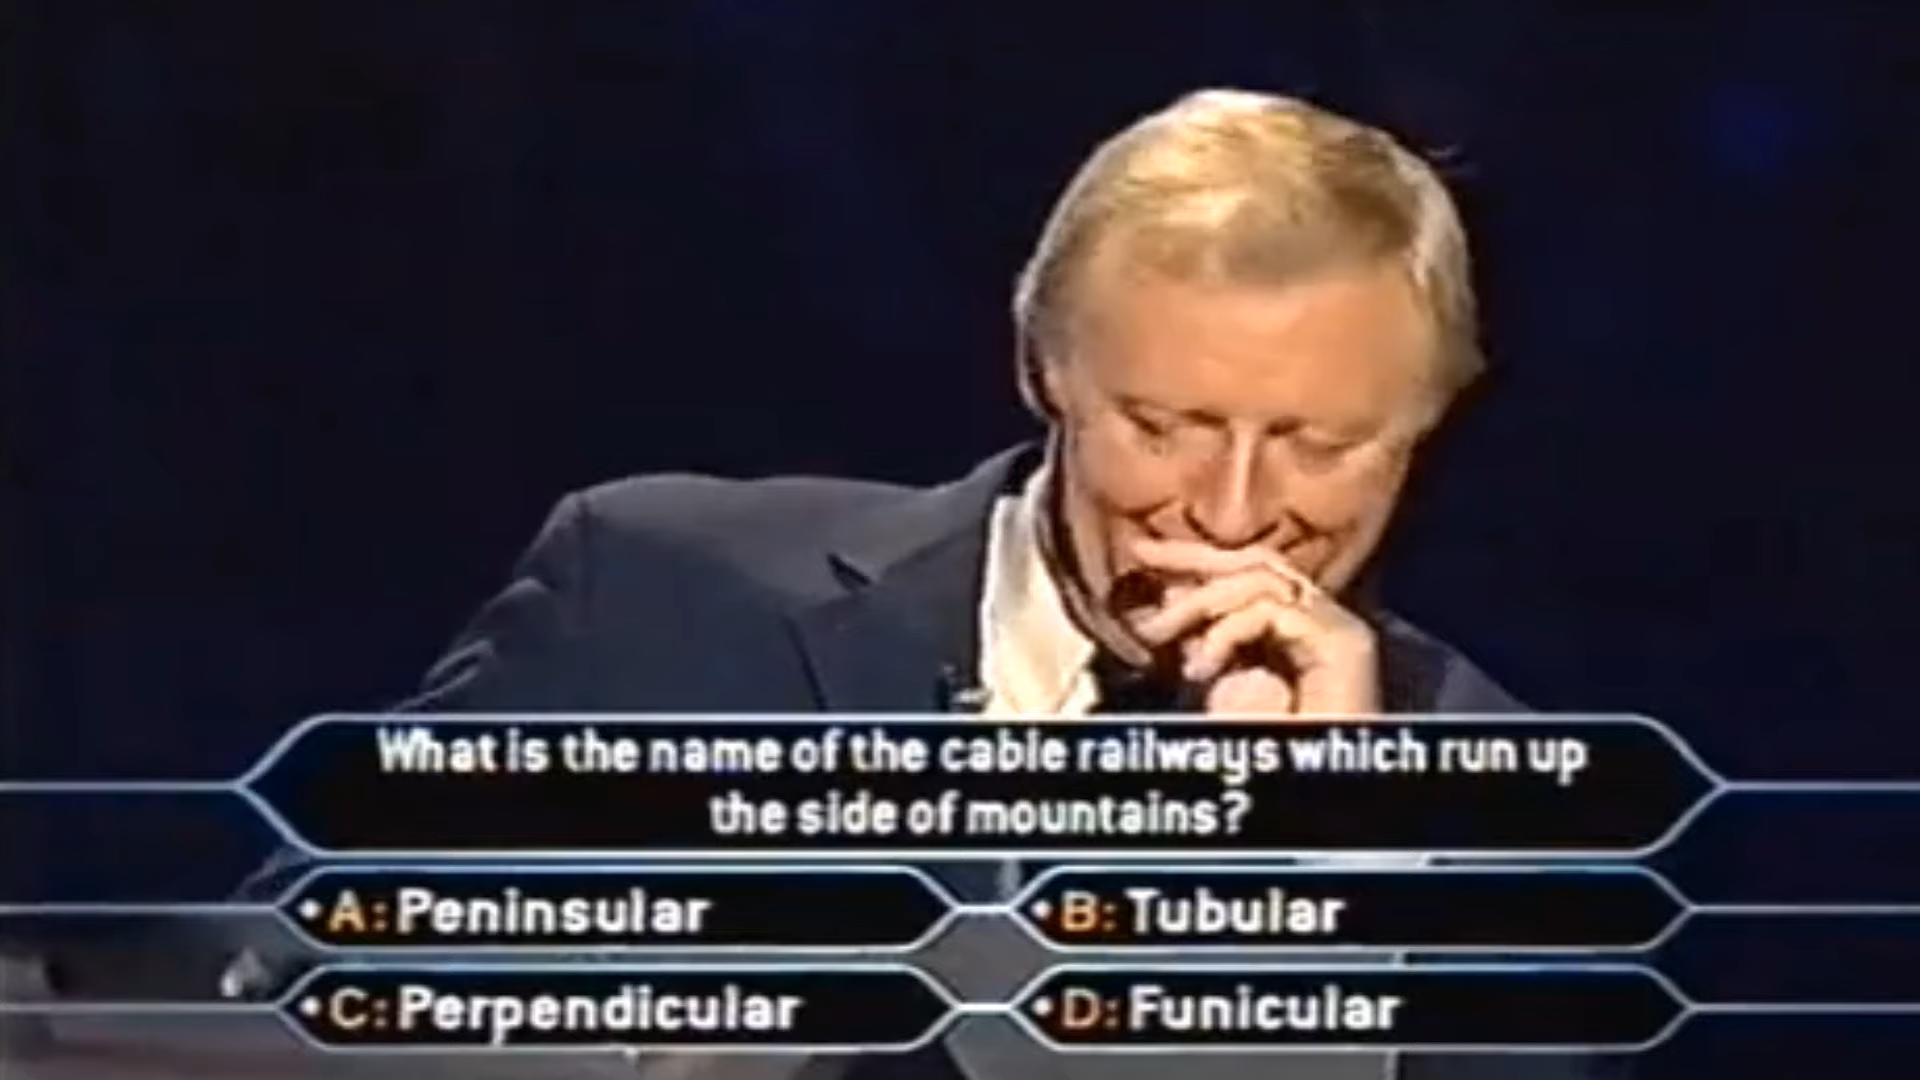 What is the name of the cable railways which run up
the side of mountains?
A: Peninsular
B: Tubular
C: Perpendicular
D: Funicular